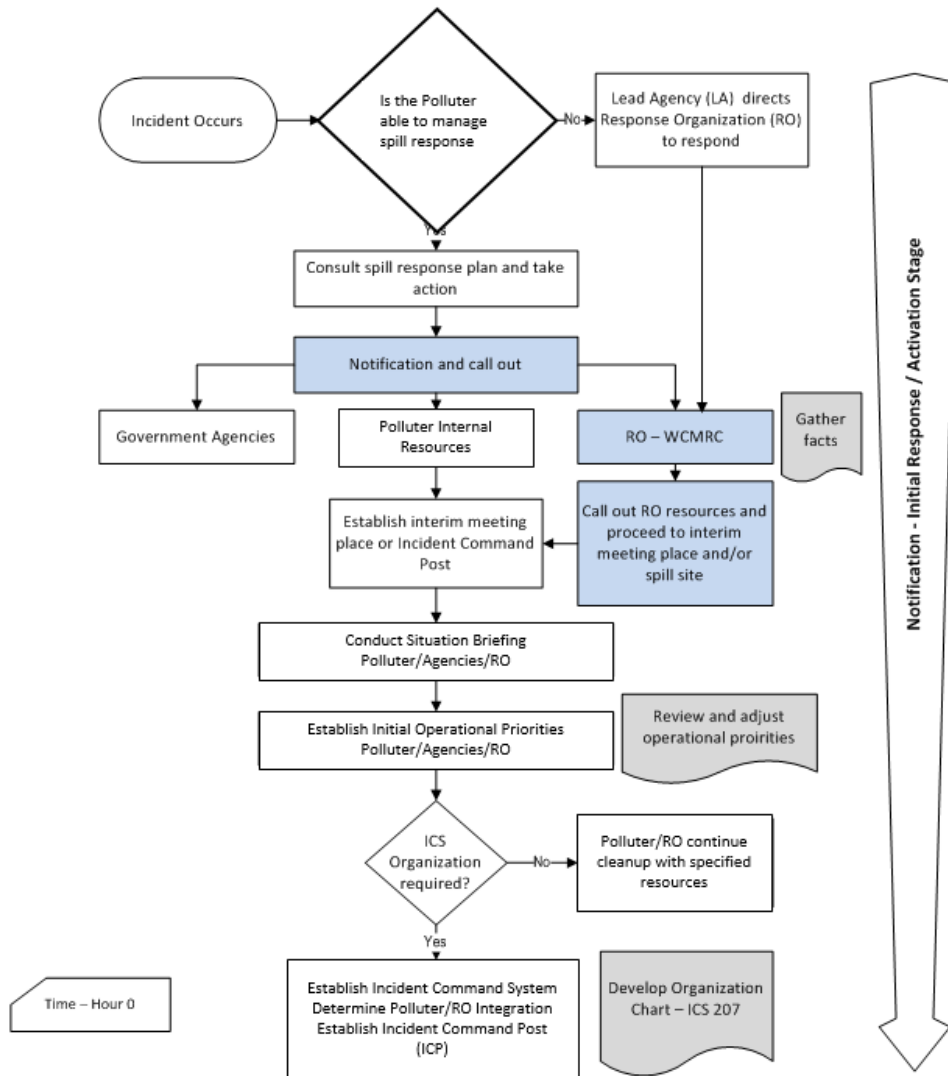 Incident Occurs
Is the Polluter
able to manage
spill response
No
Lead Agency (LA)  directs
Response Organization (RO)
to respond
Yes
Consult spill response plan and take
action
Notification and call out
Government Agencies
Polluter Internal
Resources
RO – WCMRC
Gather
facts
Establish interim meeting
place or Incident Command
Post
Call out RO resources and
proceed to interim
meeting place and/or
spill site
Conduct Situation Briefing
Polluter/Agencies/RO
Establish Initial Operational Priorities
Polluter/Agencies/RO
Review and adjust
operational proirities
ICS
Organization
required?
No
Polluter/RO continue
cleanup with specified
resources
Yes
Establish Incident Command System
Determine Polluter/RO Integration
Establish Incident Command Post
(ICP)
Develop Organization
Chart – ICS 207
Time – Hour 0
Notification - Initial Response / Activation Stage